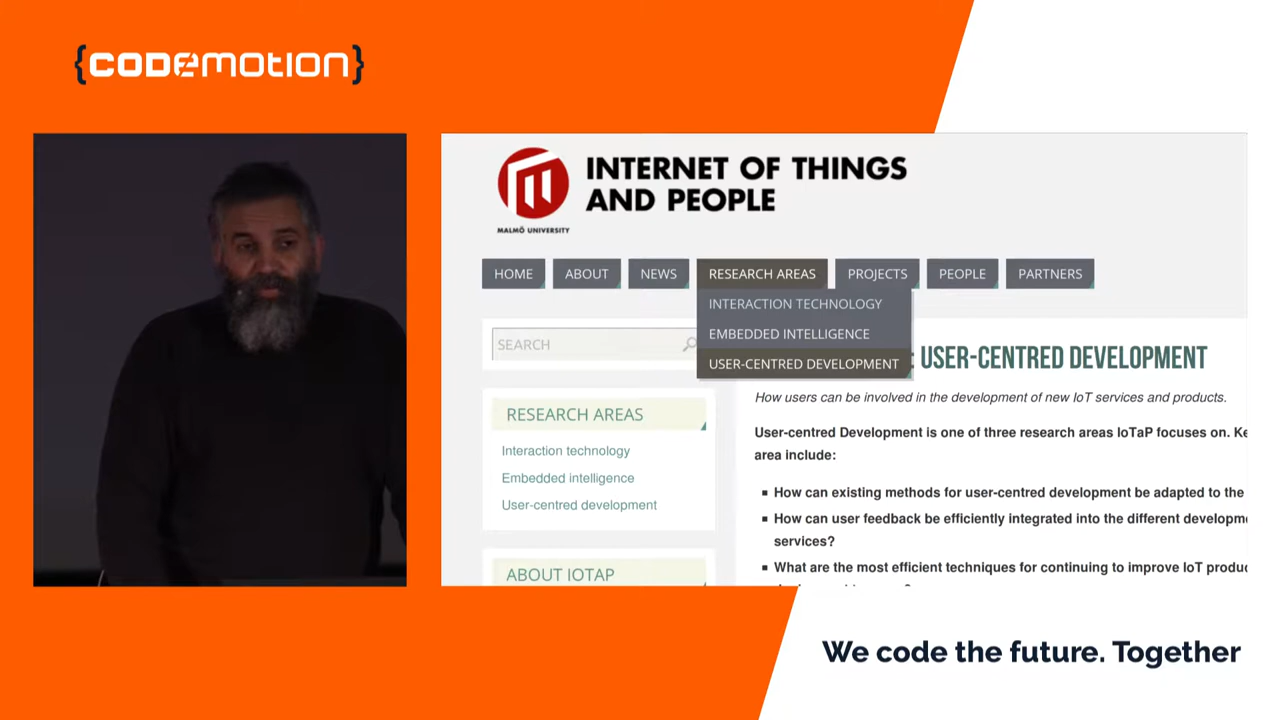 {CODEMOTION}
INTERNET OF THINGS
AND PEOPLE
MALMÖ UNIVERSITY
HOME
ABOUT
NEWS
RESEARCH AREAS
PROJECTS
PEOPLE
PARTNERS
INTERACTION TECHNOLOGY
EMBEDDED INTELLIGENCE
USER-CENTRED DEVELOPMENT
SEARCH
: USER-CENTRED DEVELOPMENT
How users can be involved in the development of new IoT services and products.
User-centred Development is one of three research areas IoTaP focuses on. Ke
area include:
▪ How can existing methods for user-centred development be adapted to the
▪ How can user feedback be efficiently integrated into the different developme
services?
▪ What are the most efficient techniques for continuing to improve IoT produc
RESEARCH AREAS
Interaction technology
Embedded intelligence
User-centred development
ABOUT IOTAP
We code the future. Together